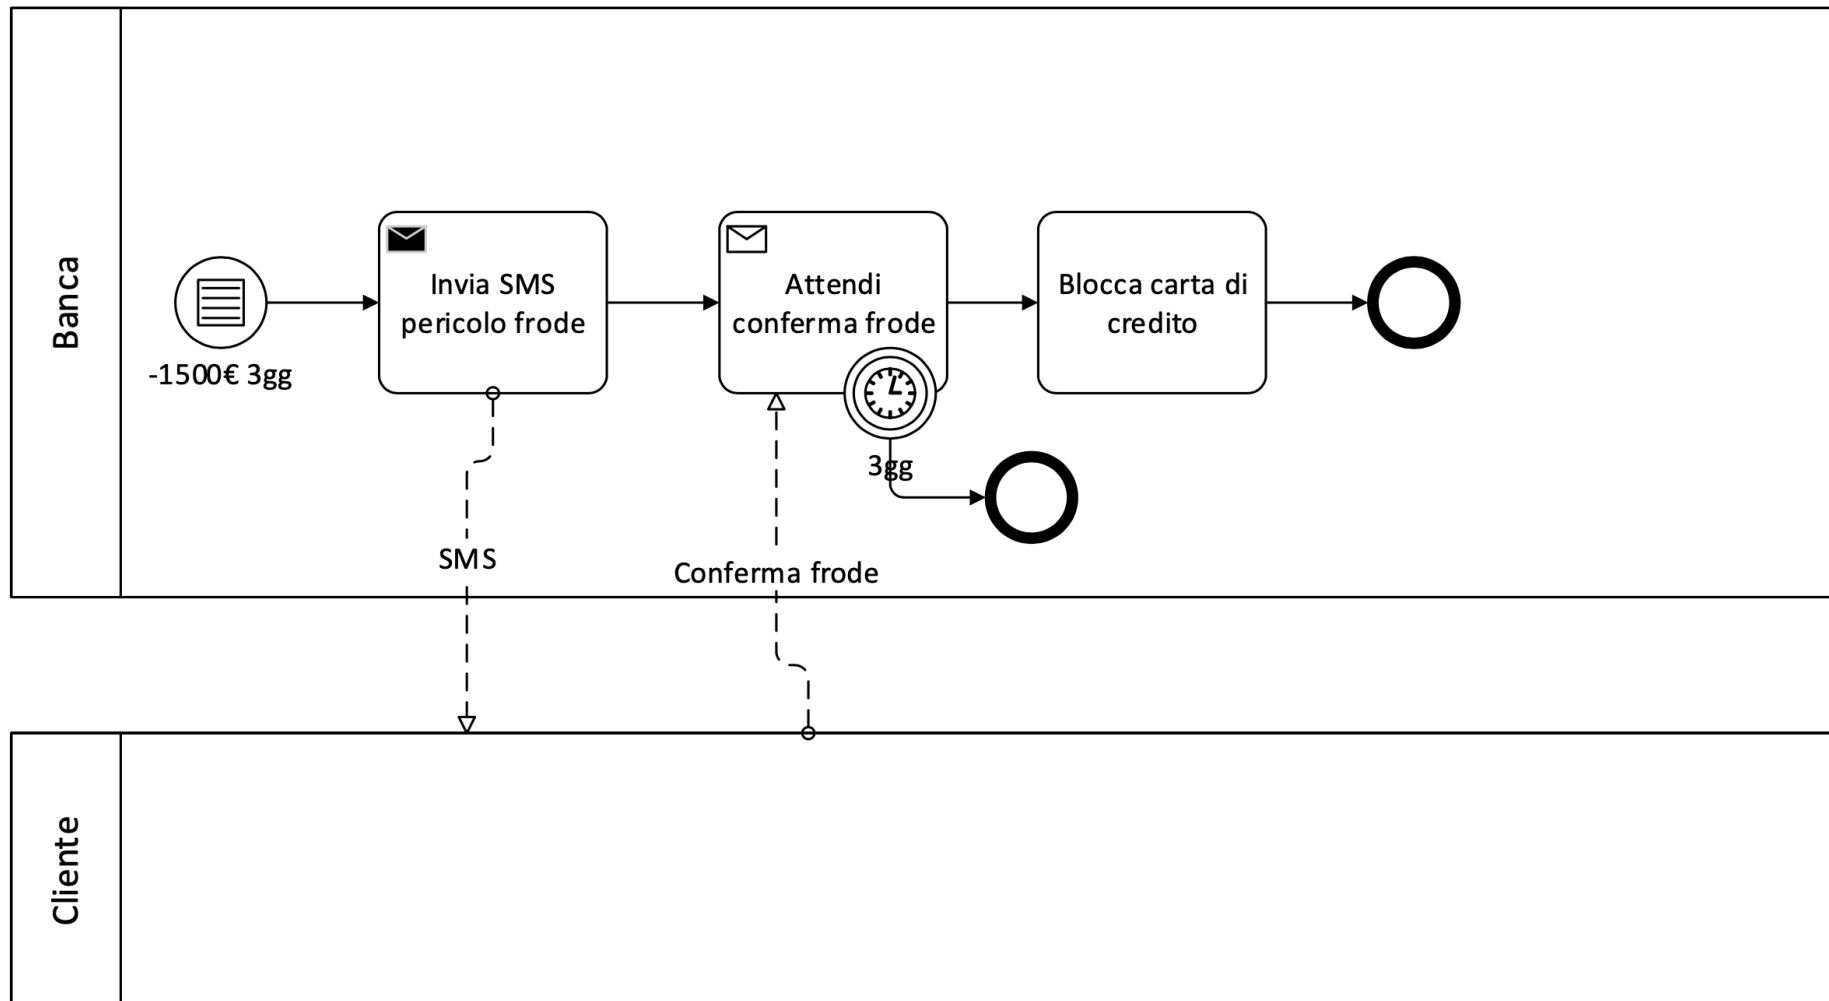 Banca
-1500€ 3gg
Invia SMS
pericolo frode
Attendi
conferma frode
Blocca carta di
credito
3gg
SMS
Conferma frode
Cliente